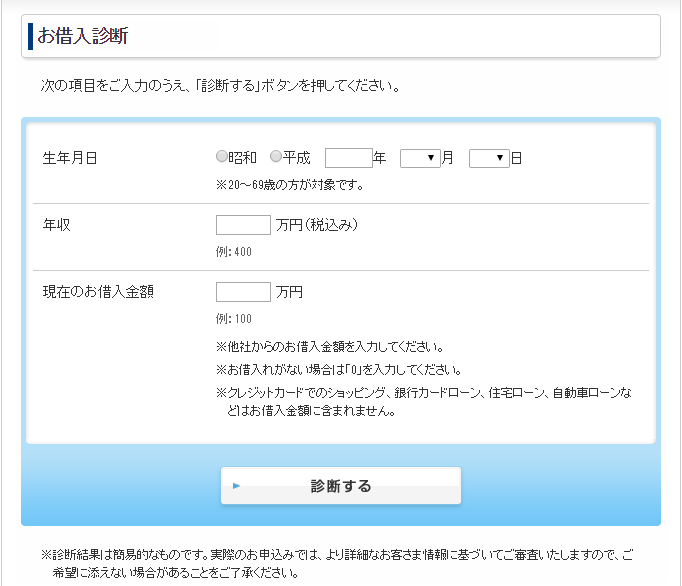 お借入診断
次の項目をご入力のうえ、「診断する」ボタンを押してください。
生年月日 昭和 平成 年 月 日
※20～69歳の方が対象です。
年収 万円(税込み)
例：400
現在のお借入金額 万円
例：100
※他社からのお借入金額を入力してください。
※お借入れがない場合は「0」を入力してください。
※クレジットカードでのショッピング、銀行カードローン、住宅ローン、自動車ローンな
どはお借入金額に含まれません。
診断する
※診断結果は簡易的なものです。実際のお申込みでは、より詳細なお客さま情報に基づいてご審査いたしますので、ご
希望に添えない場合があることをご了承ください。